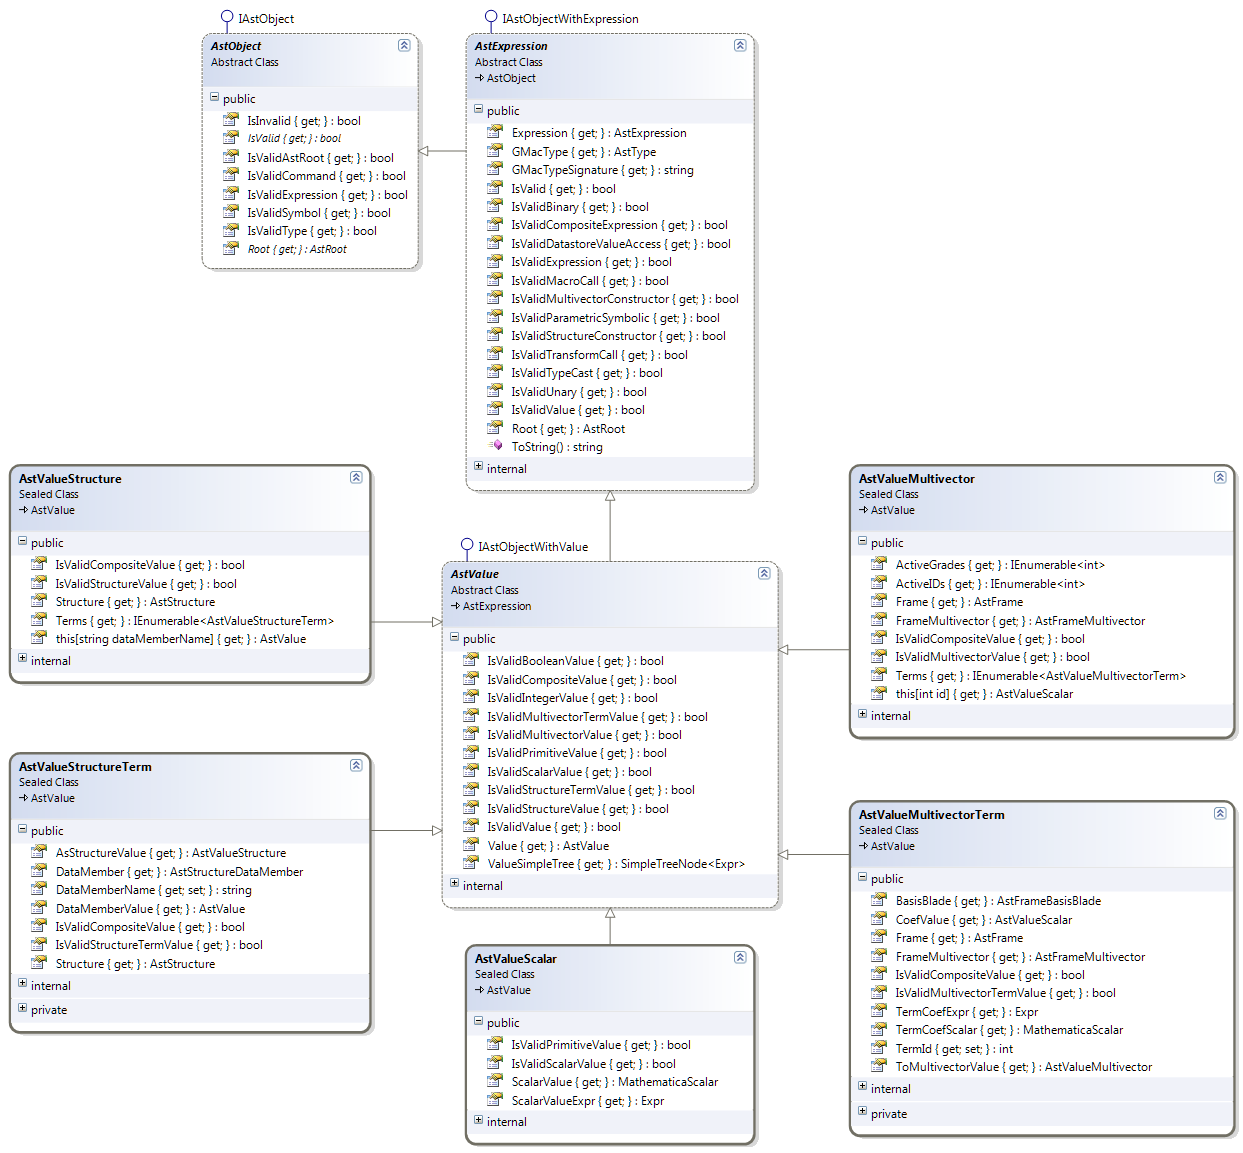 IAstObject
AstObject
Abstract Class
public
IsInvalid { get; } : bool
IsValid { get; } : bool
IsValidAstRoot { get; } : bool
IsValidCommand { get; } : bool
IsValidExpression { get; } : bool
IsValidSymbol { get; } : bool
IsValidType { get; } : bool
Root { get; } : AstRoot
IAstObjectWithExpression
AstExpression
Abstract Class
AstObject
public
Expression { get; } : AstExpression
GMacType { get; } : AstType
GMacTypeSignature { get; } : string
IsValid { get; } : bool
IsValidBinary { get; } : bool
IsValidCompositeExpression { get; } : bool
IsValidDatastoreValueAccess { get; } : bool
IsValidExpression { get; } : bool
IsValidMacroCall { get; } : bool
IsValidMultivectorConstructor { get; } : bool
IsValidParametricSymbolic { get; } : bool
IsValidStructureConstructor { get; } : bool
IsValidTransformCall { get; } : bool
IsValidTypeCast { get; } : bool
IsValidUnary { get; } : bool
IsValidValue { get; } : bool
Root { get; } : AstRoot
ToString() : string
internal
AstValueStructure
Sealed Class
AstValue
public
IsValidCompositeValue { get; } : bool
IsValidStructureValue { get; } : bool
Structure { get; } : AstStructure
Terms { get; } : IEnumerable<AstValueStructureTerm>
this[string dataMemberName] { get; } : AstValue
internal
IAstObjectWithValue
AstValue
Abstract Class
AstExpression
public
IsValidBooleanValue { get; } : bool
IsValidCompositeValue { get; } : bool
IsValidIntegerValue { get; } : bool
IsValidMultivectorTermValue { get; } : bool
IsValidMultivectorValue { get; } : bool
IsValidPrimitiveValue { get; } : bool
IsValidScalarValue { get; } : bool
IsValidStructureTermValue { get; } : bool
IsValidStructureValue { get; } : bool
IsValidValue { get; } : bool
Value { get; } : AstValue
ValueSimpleTree { get; } : SimpleTreeNode<Expr>
internal
AstValueMultivector
Sealed Class
AstValue
public
ActiveGrades { get; } : IEnumerable<int>
ActiveIDs { get; } : IEnumerable<int>
Frame { get; } : AstFrame
FrameMultivector { get; } : AstFrameMultivector
IsValidCompositeValue { get; } : bool
IsValidMultivectorValue { get; } : bool
Terms { get; } : IEnumerable<AstValueMultivectorTerm>
this[int id] { get; } : AstValueScalar
internal
AstValueStructureTerm
Sealed Class
AstValue
public
AsStructureValue { get; } : AstValueStructure
DataMember { get; } : AstStructureDataMember
DataMemberName { get; set; } : string
DataMemberValue { get; } : AstValue
IsValidCompositeValue { get; } : bool
IsValidStructureTermValue { get; } : bool
Structure { get; } : AstStructure
internal
private
AstValueScalar
Sealed Class
AstValue
public
IsValidPrimitiveValue { get; } : bool
IsValidScalarValue { get; } : bool
ScalarValue { get; } : MathematicaScalar
ScalarValueExpr { get; } : Expr
internal
AstValueMultivectorTerm
Sealed Class
AstValue
public
BasisBlade { get; } : AstFrameBasisBlade
CoefValue { get; } : AstValueScalar
Frame { get; } : AstFrame
FrameMultivector { get; } : AstFrameMultivector
IsValidCompositeValue { get; } : bool
IsValidMultivectorTermValue { get; } : bool
TermCoefExpr { get; } : Expr
TermCoefScalar { get; } : MathematicaScalar
TermId { get; set; } : int
ToMultivectorValue { get; } : AstValueMultivector
internal
private